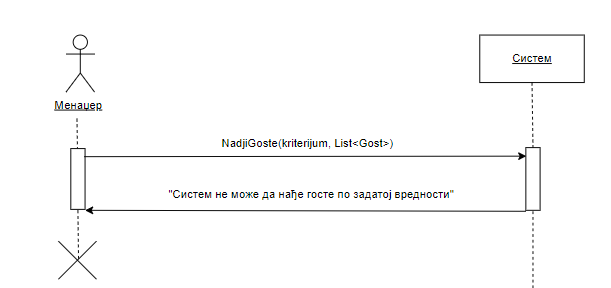 Систем
Менаџер
NadjiGoste(kriterijum, List<Gost>)
"Систем не може да нађе госте по задатој вредности"